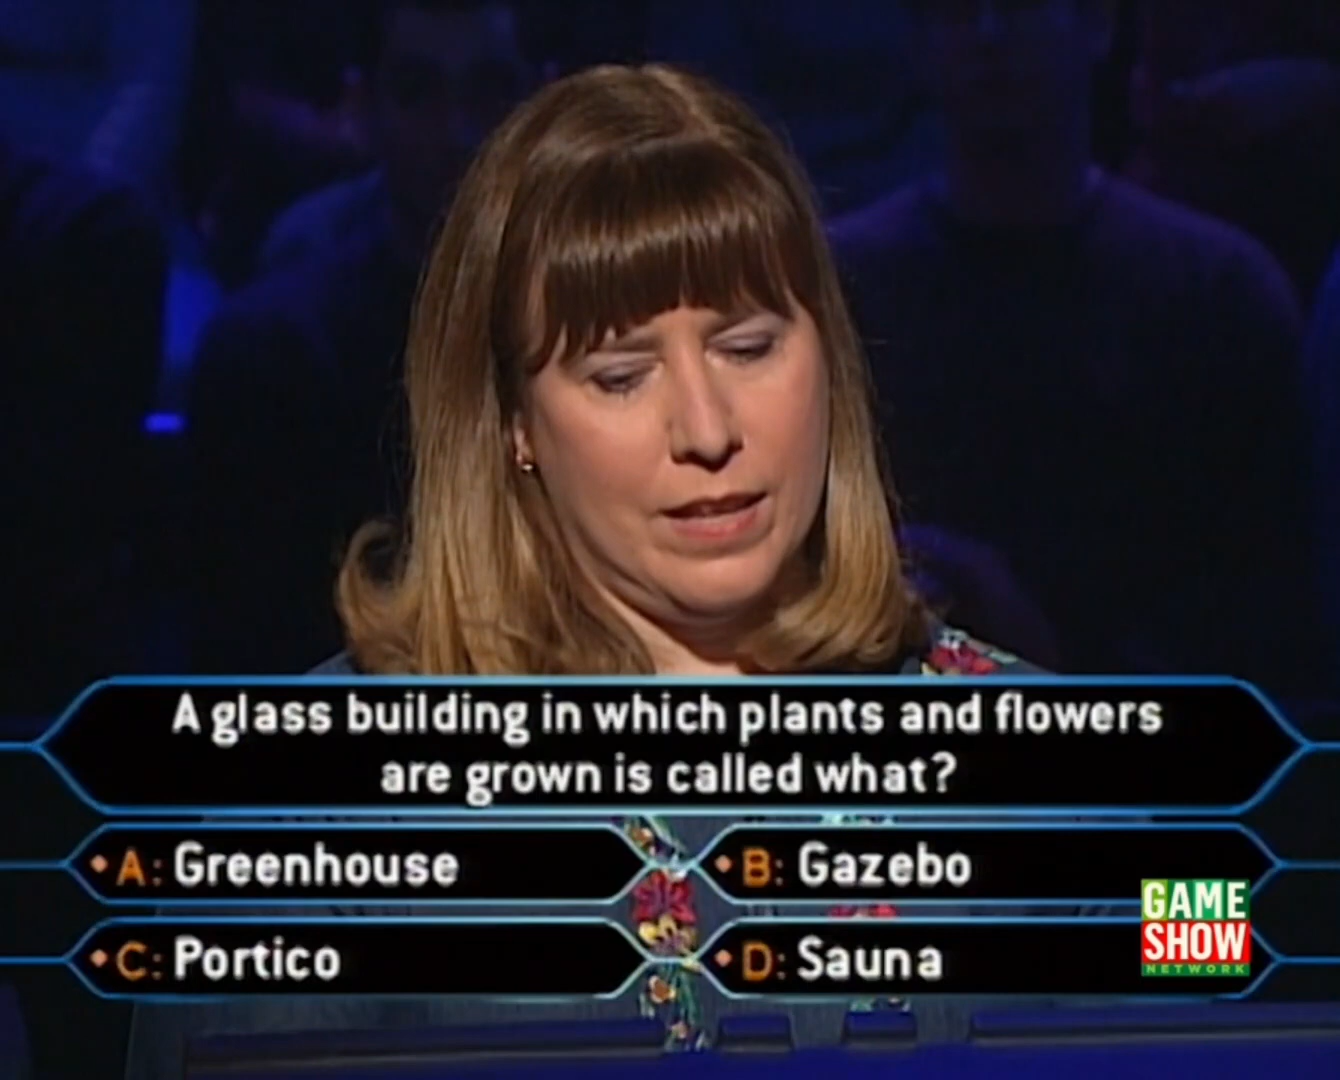 A glass building in which plants and flowers
are grown is called what?
A: Greenhouse
B: Gazebo
C: Portico
D: Sauna
GAME
SHOW
NETWORK